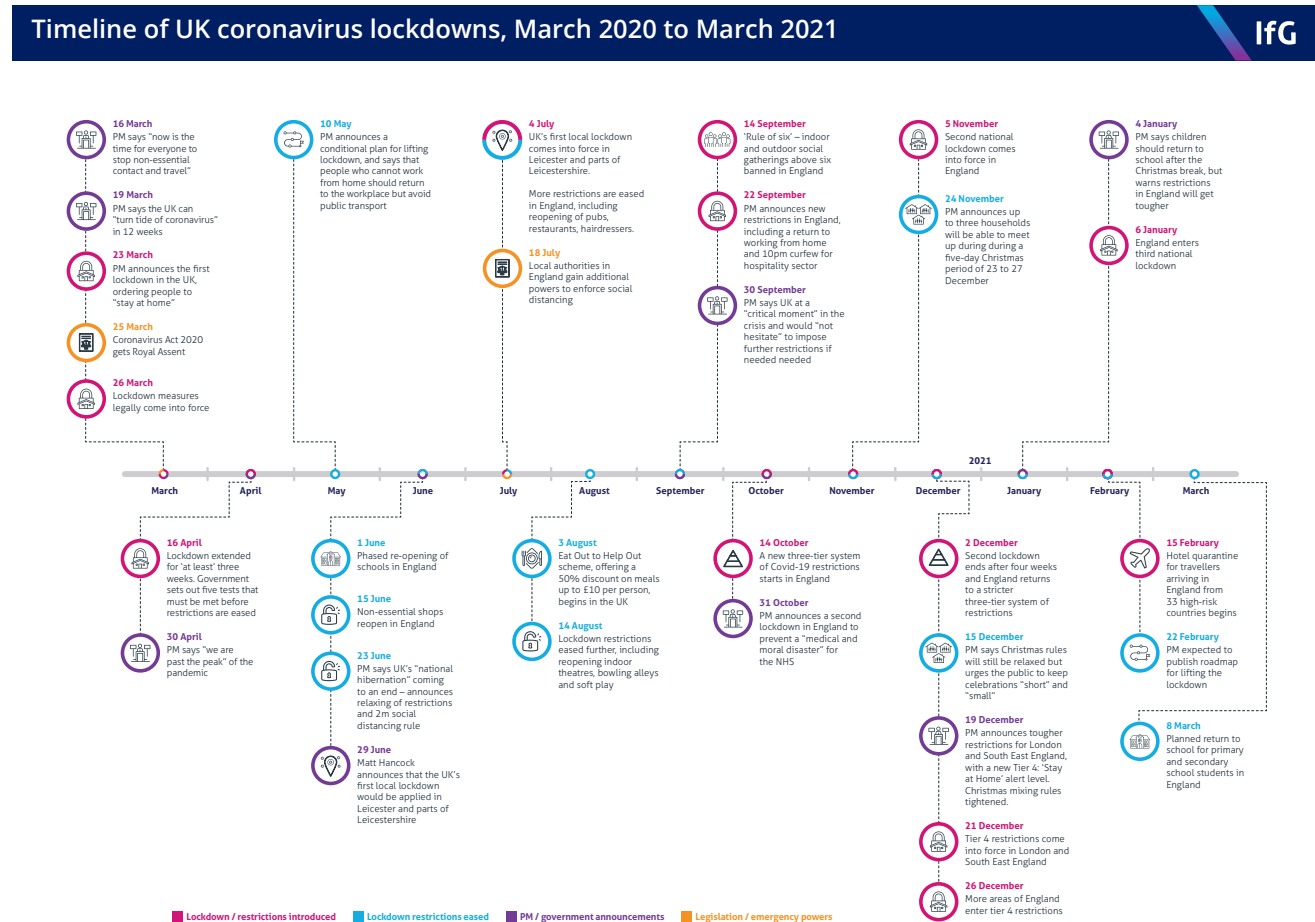 Timeline of UK coronavirus lockdowns, March 2020 to March 2021
IfG
16 March
PM says “now is the
time for everyone to
stop non-essential
contact and travel”
19 March
PM says the UK can
“turn tide of coronavirus”
in 12 weeks
23 March
PM announces the first
lockdown in the UK,
ordering people to
“stay at home”
25 March
Coronavirus Act 2020
gets Royal Assent
26 March
Lockdown measures
legally come into force
10 May
PM announces a
conditional plan for lifting
lockdown, and says that
people who cannot work
from home should return
to the workplace but avoid
public transport
4 July
UK’s first local lockdown
comes into force in
Leicester and parts of
Leicestershire.
More restrictions are eased
in England, including
reopening of pubs,
restaurants, hairdressers.
18 July
Local authorities in
England gain additional
powers to enforce social
distancing
14 September
‘Rule of six’ – indoor
and outdoor social
gatherings above six
banned in England
22 September
PM announces new
restrictions in England,
including a return to
working from home
and 10pm curfew for
hospitality sector
30 September
PM says UK at a
“critical moment” in the
crisis and would “not
hesitate” to impose
further restrictions if
needed needed
5 November
Second national
lockdown comes
into force in
England
24 November
PM announces up
to three households
will be able to meet
up during during a
five-day Christmas
period of 23 to 27
December
4 January
PM says children
should return to
school after the
Christmas break, but
warns restrictions
in England will get
tougher
6 January
England enters
third national
lockdown
2021
March
April
May
June
July
August
September
October
November
December
January
February
March
16 April
Lockdown extended
for ‘at least’ three
weeks. Government
sets out five tests that
must be met before
restrictions are eased
30 April
PM says “we are
past the peak” of the
pandemic
1 June
Phased re-opening of
schools in England
15 June
Non-essential shops
reopen in England
23 June
PM says UK’s “national
hibernation” coming
to an end – announces
relaxing of restrictions
and 2m social
distancing rule
29 June
Matt Hancock
announces that the UK’s
first local lockdown
would be applied in
Leicester and parts of
Leicestershire
3 August
Eat Out to Help Out
scheme, offering a
50% discount on meals
up to £10 per person,
begins in the UK
14 August
Lockdown restrictions
eased further, including
reopening indoor
theatres, bowling alleys
and soft play
14 October
A new three-tier system
of Covid-19 restrictions
starts in England
31 October
PM announces a second
lockdown in England to
prevent a “medical and
moral disaster” for
the NHS
2 December
Second lockdown
ends after four weeks
and England returns
to a stricter
three-tier system of
restrictions
15 December
PM says Christmas rules
will still be relaxed but
urges the public to keep
celebrations “short” and
“small”
19 December
PM announces tougher
restrictions for London
and South East England,
with a new Tier 4: ‘Stay
at Home’ alert level.
Christmas mixing rules
tightened.
21 December
Tier 4 restrictions come
into force in London and
South East England
26 December
More areas of England
enter tier 4 restrictions
15 February
Hotel quarantine
for travellers
arriving in
England from
33 high-risk
countries begins
22 February
PM expected to
publish roadmap
for lifting the
lockdown
8 March
Planned return to
school for primary
and secondary
school students in
England
Lockdown / restrictions introduced
Lockdown restrictions eased
PM / government announcements
Legislation / emergency powers